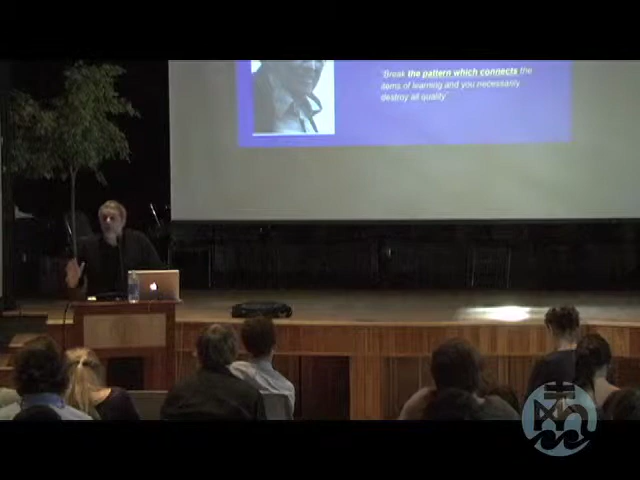 "Break the pattern which connects the
items of learning and you necessarily
destroy all quality"